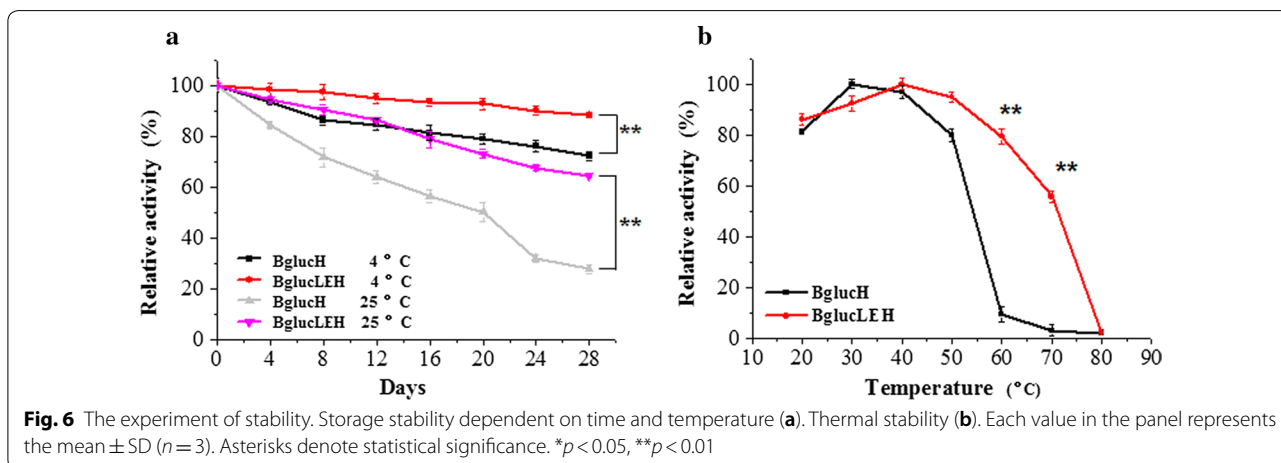 a
b
Relative activity (%)
100
80
60
40
20
0
BglucH 4 ° C
BglucLEH 4 ° C
BglucH 25 ° C
BglucLEH 25 ° C
**
**
0 4 8 12 16 20 24 28
Days
Relative activity (%)
100
80
60
40
20
0
**
**
BglucH
BglucLEH
10 20 30 40 50 60 70 80 90
Temperature (°C)
Fig. 6 The experiment of stability. Storage stability dependent on time and temperature (a). Thermal stability (b). Each value in the panel represents
the mean ± SD (n = 3). Asterisks denote statistical significance. *p < 0.05, **p < 0.01